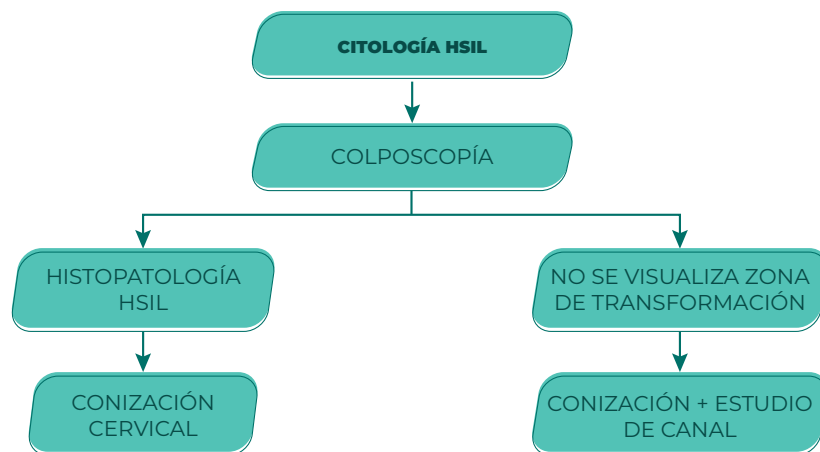 CITOLOGÍA HSIL
COLPOSCOPÍA
HISTOPATOLOGÍA
HSIL
NO SE VISUALIZA ZONA
DE TRANSFORMACIÓN
CONIZACIÓN
CERVICAL
CONIZACIÓN + ESTUDIO
DE CANAL